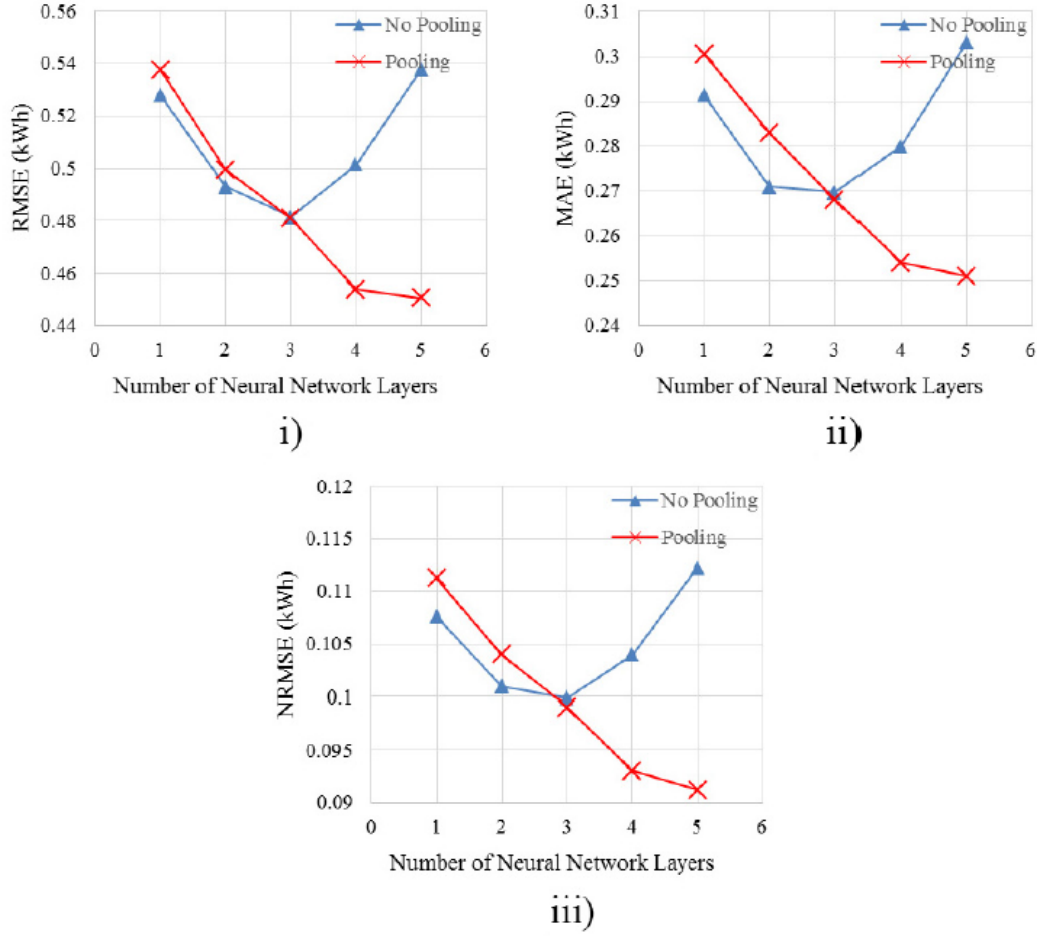 0.56
0.54
0.52
0.5
0.48
0.46
0.44
RMSE (kWh)
No Pooling
Pooling
0 1 2 3 4 5 6
Number of Neural Network Layers
i)
0.31
0.3
0.29
0.28
0.27
0.26
0.25
0.24
MAE (kWh)
No Pooling
Pooling
0 1 2 3 4 5 6
Number of Neural Network Layers
ii)
0.12
0.115
0.11
0.105
0.1
0.095
0.09
NRMSE (kWh)
No Pooling
Pooling
0 1 2 3 4 5 6
Number of Neural Network Layers
iii)